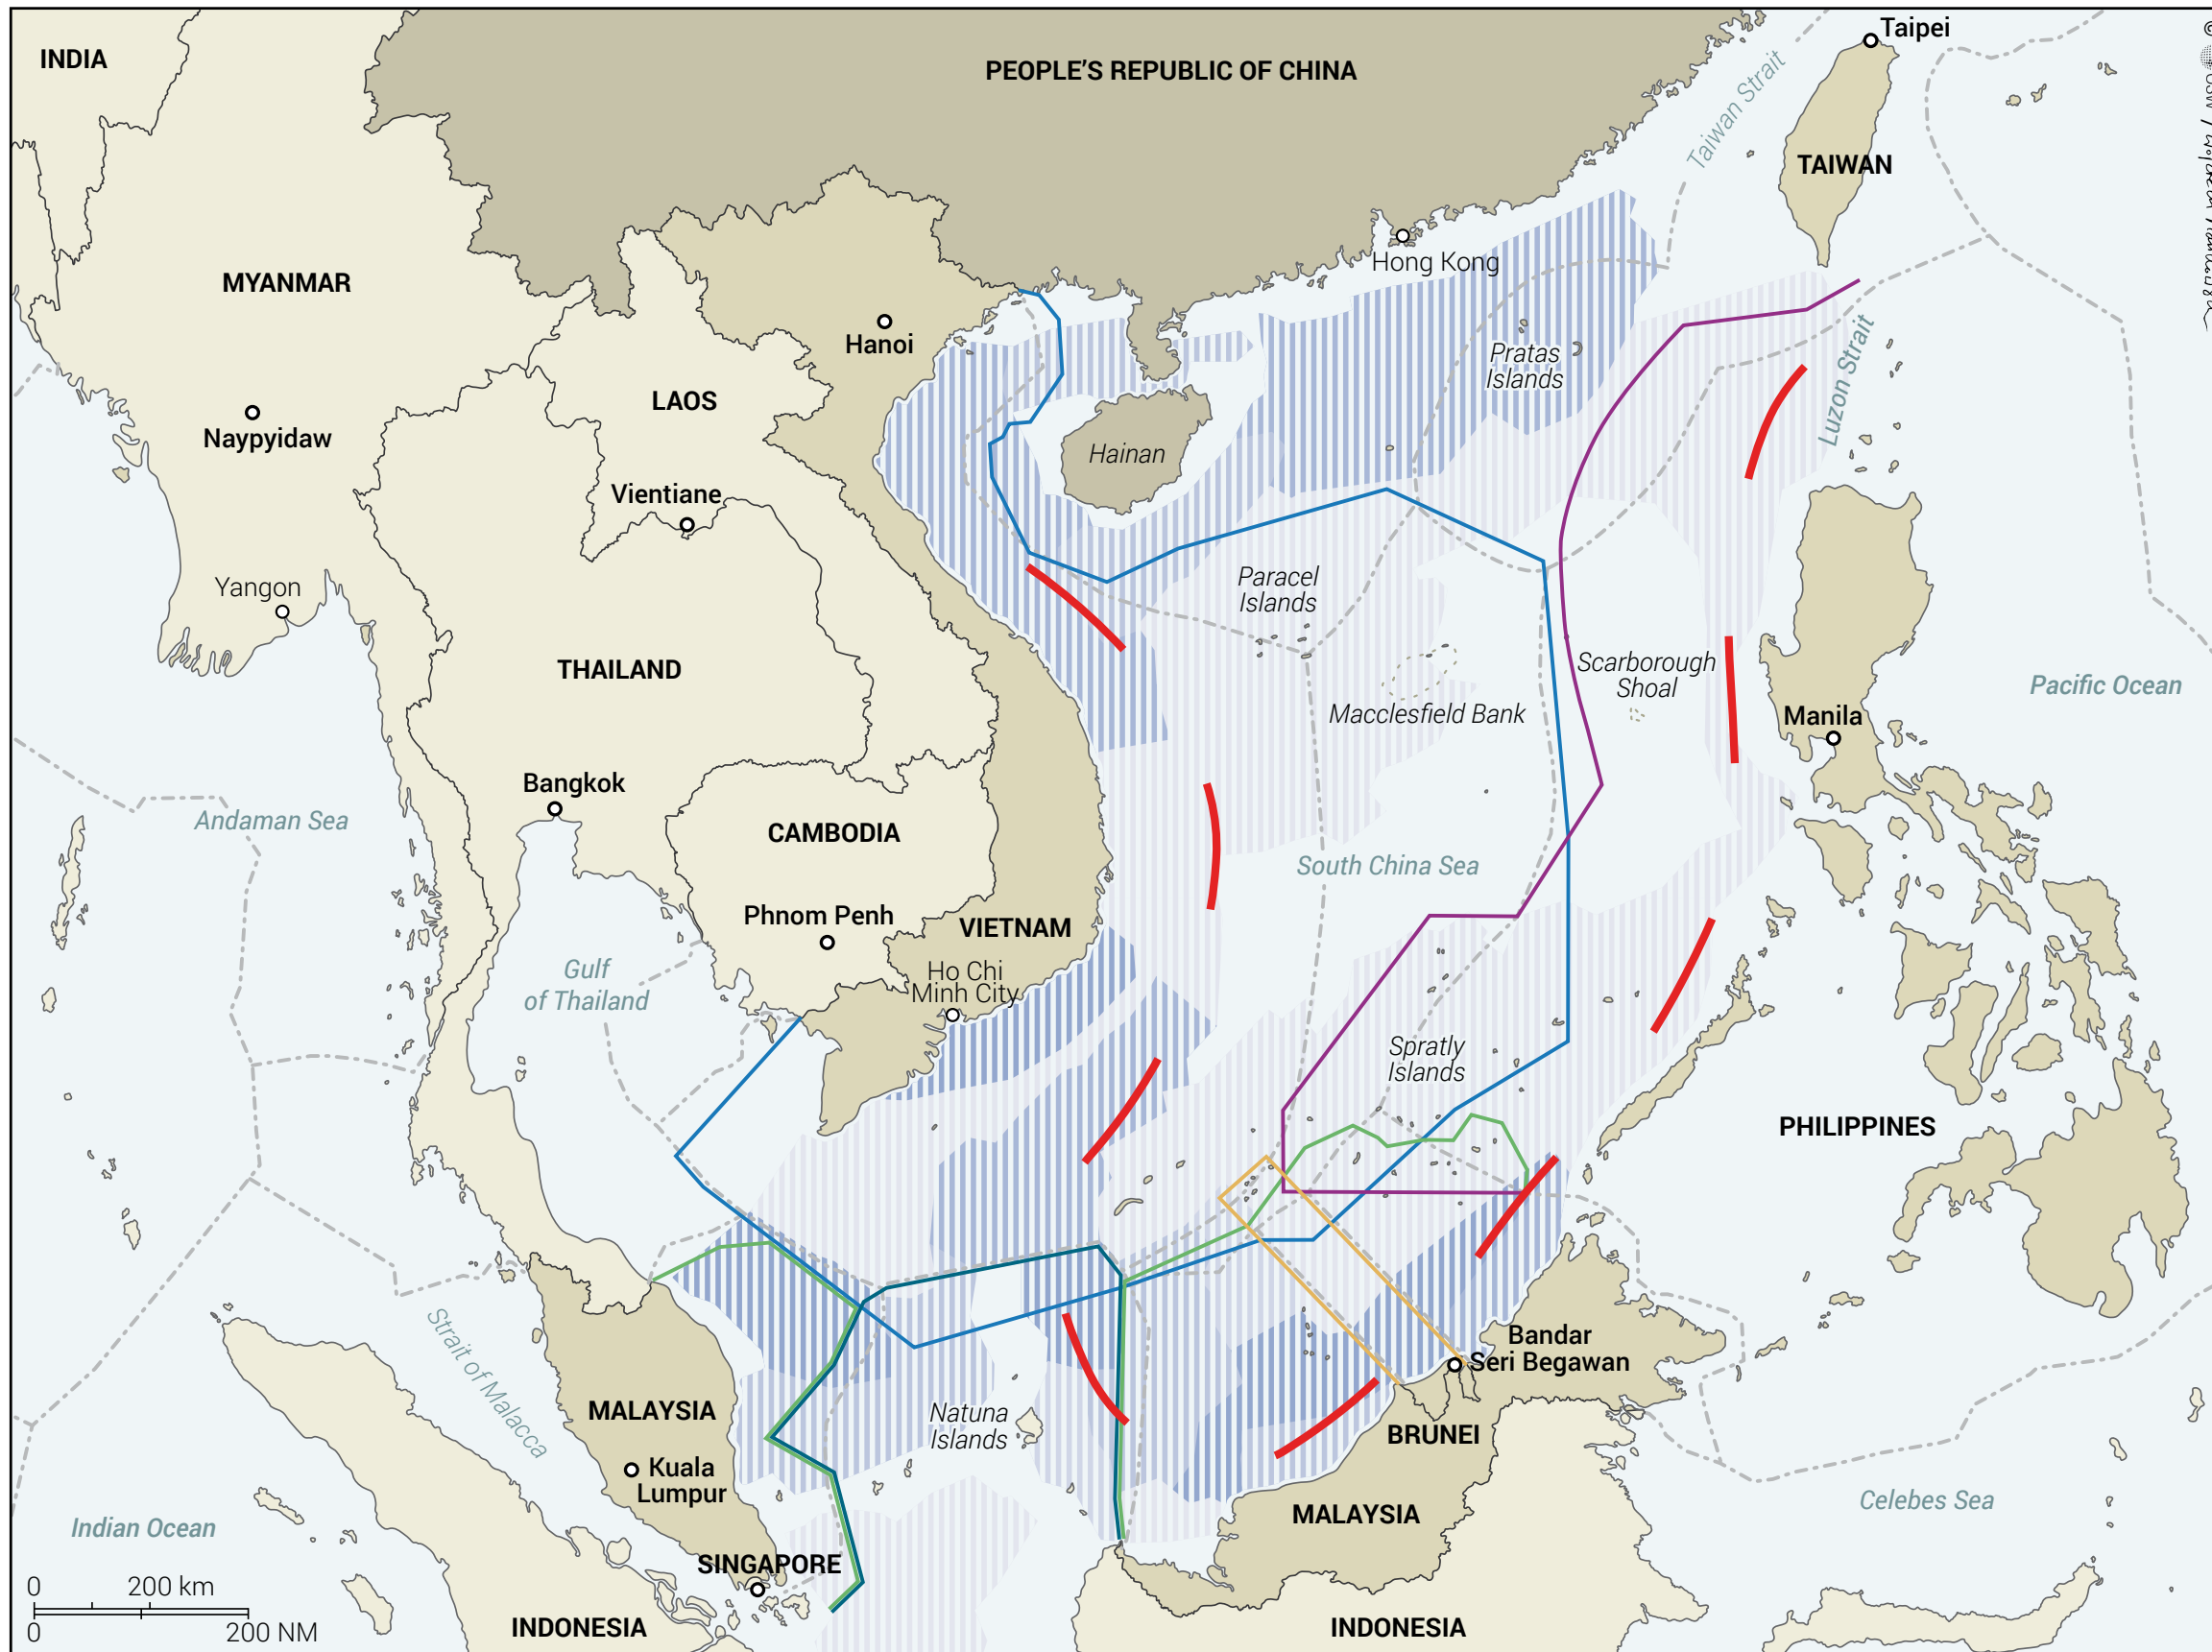 INDIA
PEOPLE'S REPUBLIC OF CHINA
Taipei
Taiwan Strait
TAIWAN
Hong Kong
MYANMAR
Hanoi
Pratas
Islands
Luzon Strait
LAOS
Naypyidaw
Hainan
Vientiane
Yangon
Paracel
Islands
THAILAND
Scarborough
Shoal
Pacific Ocean
Macclesfield Bank
Manila
Bangkok
Andaman Sea
CAMBODIA
South China Sea
Phnom Penh
VIETNAM
Gulf
of Thailand
Ho Chi
Minh City
Spratly
Islands
PHILIPPINES
Strait of Malacca
Bandar
Seri Begawan
MALAYSIA
Natuna
Islands
BRUNEI
Kuala
Lumpur
Celebes Sea
MALAYSIA
Indian Ocean
SINGAPORE
0 200 km
0 200 NM
INDONESIA
INDONESIA